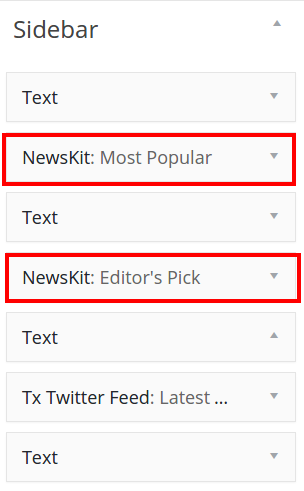 Sidebar
Text
NewsKit: Most Popular
Text
NewsKit: Editor's Pick
Text
Tx Twitter Feed: Latest ...
Text